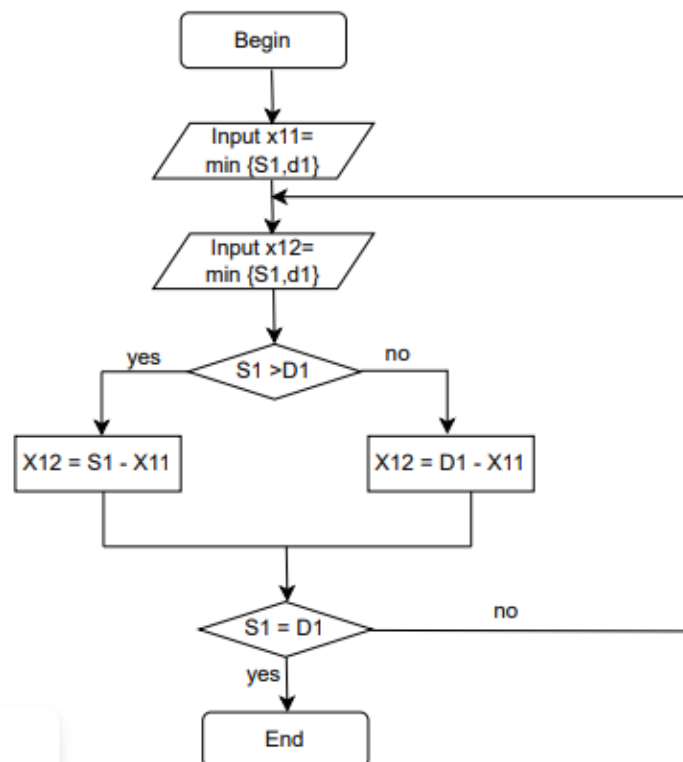 Begin
Input x11=
min {S1,d1}
Input x12=
min {S1,d1}
yes
S1 >D1
no
X12 = S1 - X11
X12 = D1 - X11
S1 = D1
no
yes
End